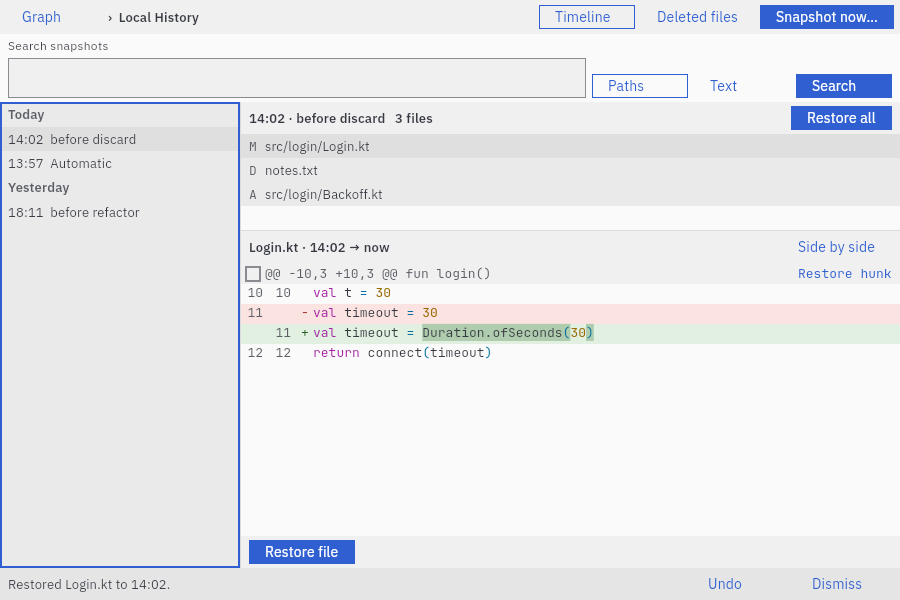 Graph › Local History Timeline Deleted files Snapshot now...
Search snapshots
Paths Text Search
Today
14:02 before discard
13:57 Automatic
Yesterday
18:11 before refactor
14:02 · before discard 3 files Restore all
M src/login/Login.kt
D notes.txt
A src/login/Backoff.kt
Login.kt · 14:02 → now Side by side
@@ -10,3 +10,3 @@ fun login() Restore hunk
10 10 val t = 30
11 - val timeout = 30
11 + val timeout = Duration.ofSeconds(30)
12 12 return connect(timeout)
Restore file
Restored Login.kt to 14:02. Undo Dismiss